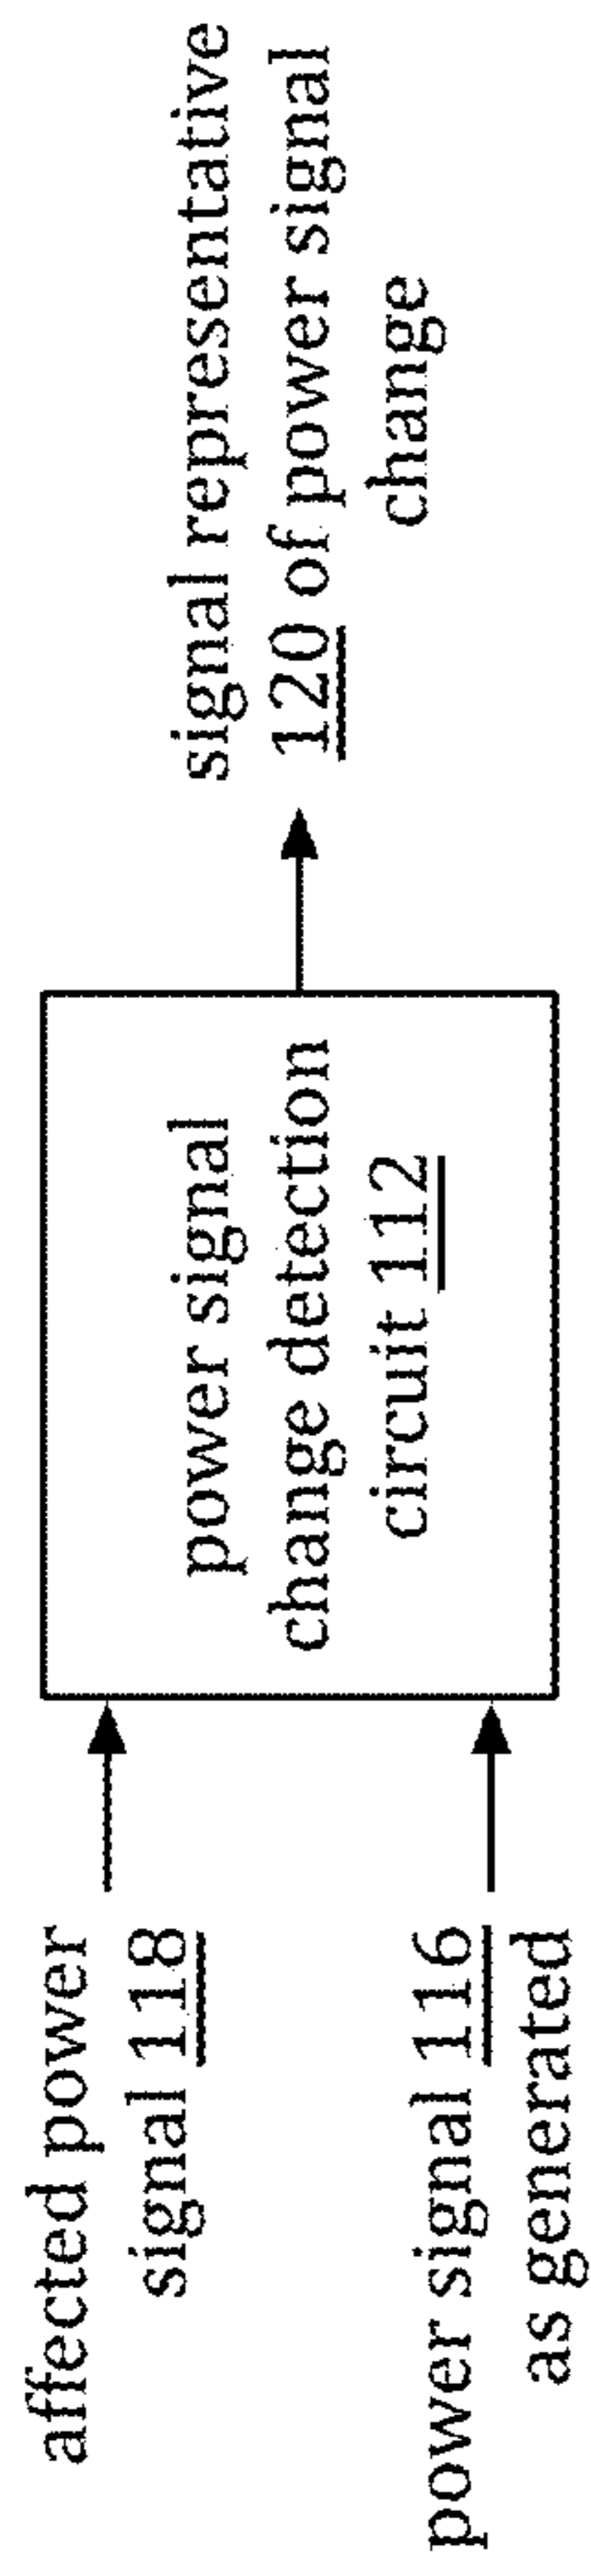 affected power
signal 118
power signal 116
as generated
power signal
change detection
circuit 112
signal representative
120 of power signal
change